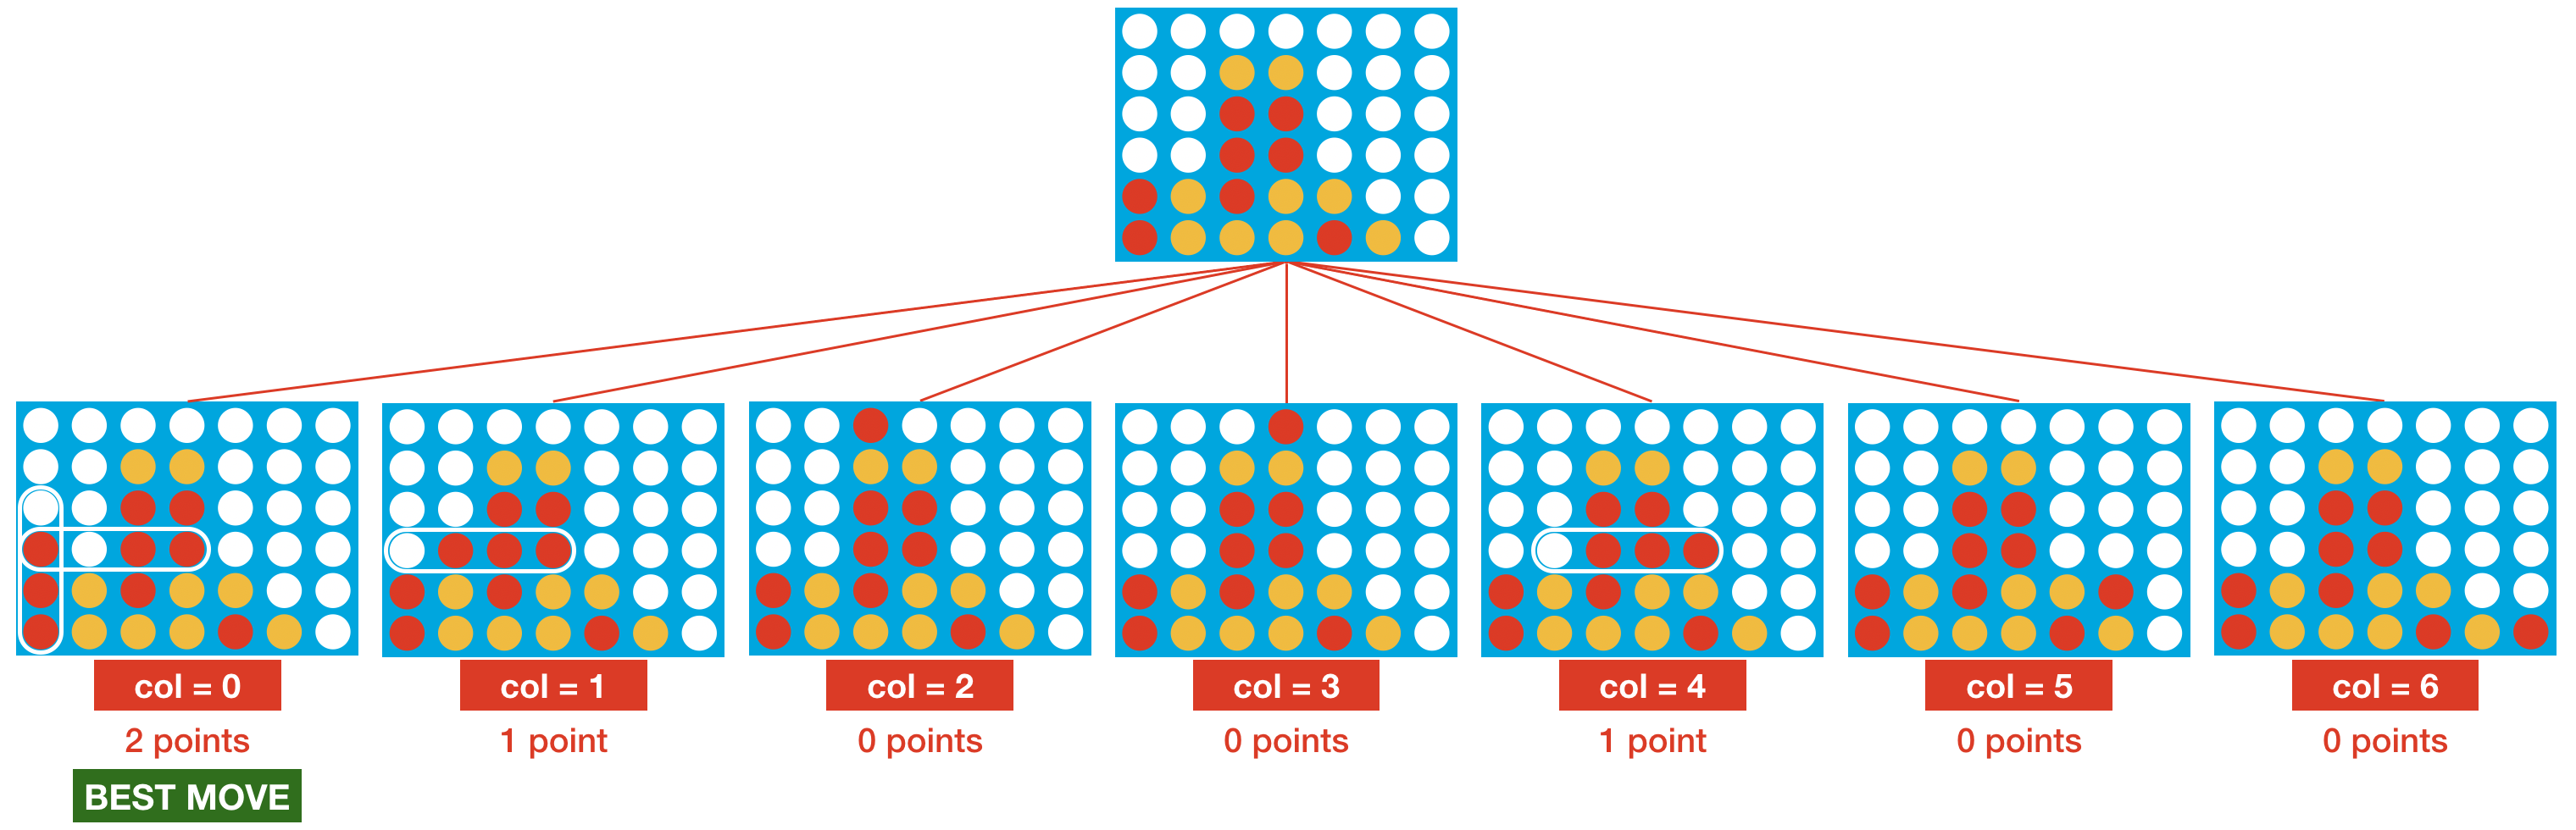 col = 0
col = 1
col = 2
col = 3
col = 4
col = 5
col = 6
2 points
1 point
0 points
0 points
1 point
0 points
0 points
BEST MOVE